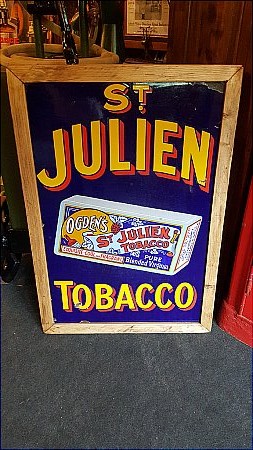 ST.
JULIEN
OGDEN'S
ST. JULIEN
TOBACCO
PURE
Blended Virginia
TOBACCO